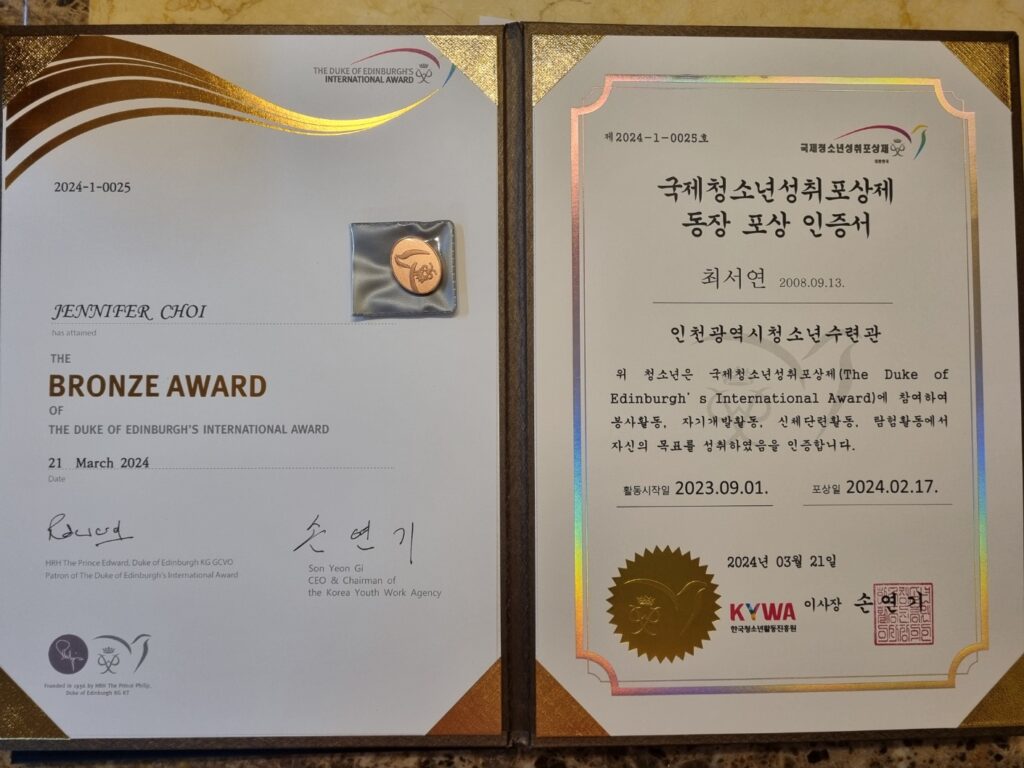 THE DUKE OF EDINBURGH'S
INTERNATIONAL AWARD
2024-1-0025
JENNIFER CHOI
has attained
THE
BRONZE AWARD
OF
THE DUKE OF EDINBURGH'S INTERNATIONAL AWARD
21 March 2024
Date
Edward
손 연 기
HRH The Prince Edward, Duke of Edinburgh KG GCVO
Patron of The Duke of Edinburgh's International Award
Son Yeon Gi
CEO & Chairman of
the Korea Youth Work Agency
Founded in 1956 by HRH The Prince Philip,
Duke of Edinburgh KG KT
제2024-1-0025호
국제청소년성취포상제
대한민국
국제청소년성취포상제
동장 포상 인증서
최서연 2008.09.13.
인천광역시청소년수련관
위 청소년은 국제청소년성취포상제(The Duke of
Edinburgh's International Award)에 참여하여
봉사활동, 자기개발활동, 신체단련활동, 탐험활동에서
자신의 목표를 성취하였음을 인증합니다.
활동시작일 2023.09.01. 포상일 2024.02.17.
2024년 03월 21일
KYWA
한국청소년활동진흥원
이사장 손 연 기